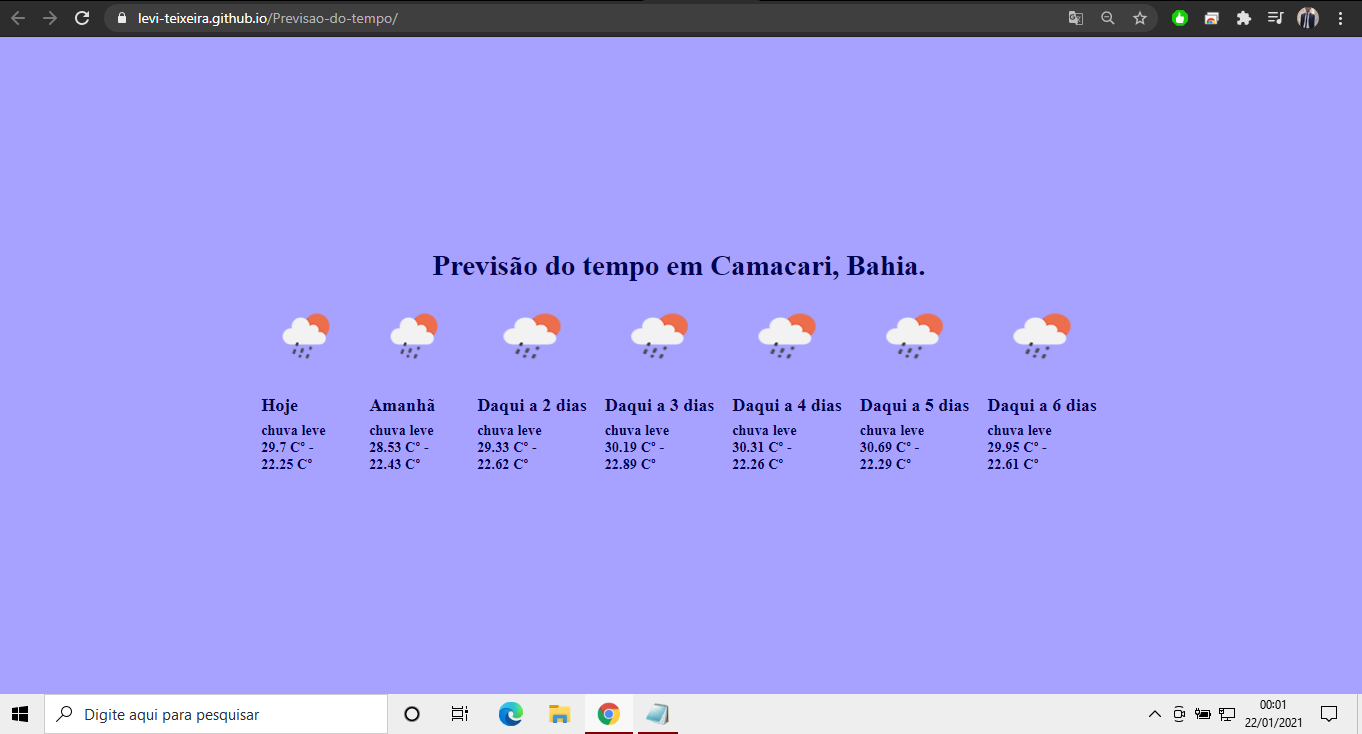 levi-teixeira.github.io/Previsao-do-tempo/
Previsão do tempo em Camacari, Bahia.
Hoje
chuva leve
29.7 C° -
22.25 C°
Amanhã
chuva leve
28.53 C° -
22.43 C°
Daqui a 2 dias
chuva leve
29.33 C° -
22.62 C°
Daqui a 3 dias
chuva leve
30.19 C° -
22.89 C°
Daqui a 4 dias
chuva leve
30.31 C° -
22.26 C°
Daqui a 5 dias
chuva leve
30.69 C° -
22.29 C°
Daqui a 6 dias
chuva leve
29.95 C° -
22.61 C°
Digite aqui para pesquisar
00:01
22/01/2021